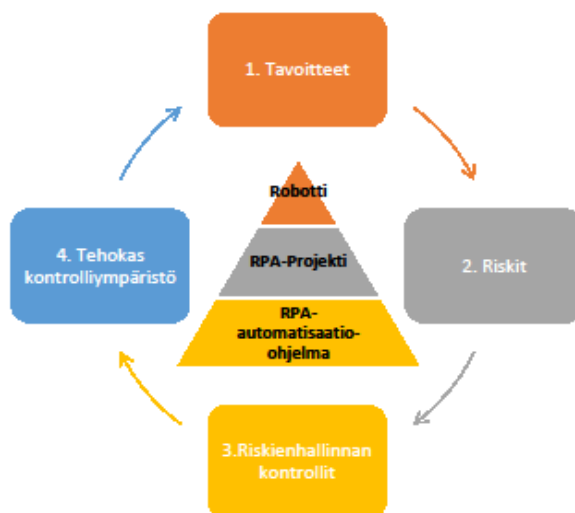 1. Tavoitteet
Robotti
RPA-Projekti
RPA-
automatisaatio-
ohjelma
2. Riskit
3.Riskienhallinnan
kontrollit
4. Tehokas
kontrolliympäristö